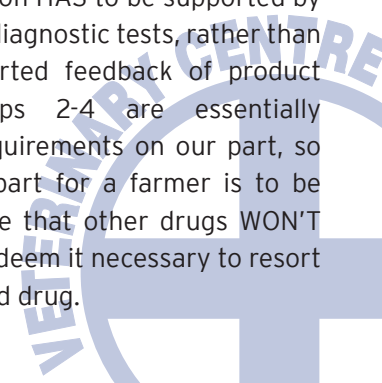 on HAS to be supported by
diagnostic tests, rather than
rted feedback of product
ps 2-4 are essentially
quirements on our part, so
part for a farmer is to be
e that other drugs WON'T
deem it necessary to resort
d drug.
VETERINARY CENTRE